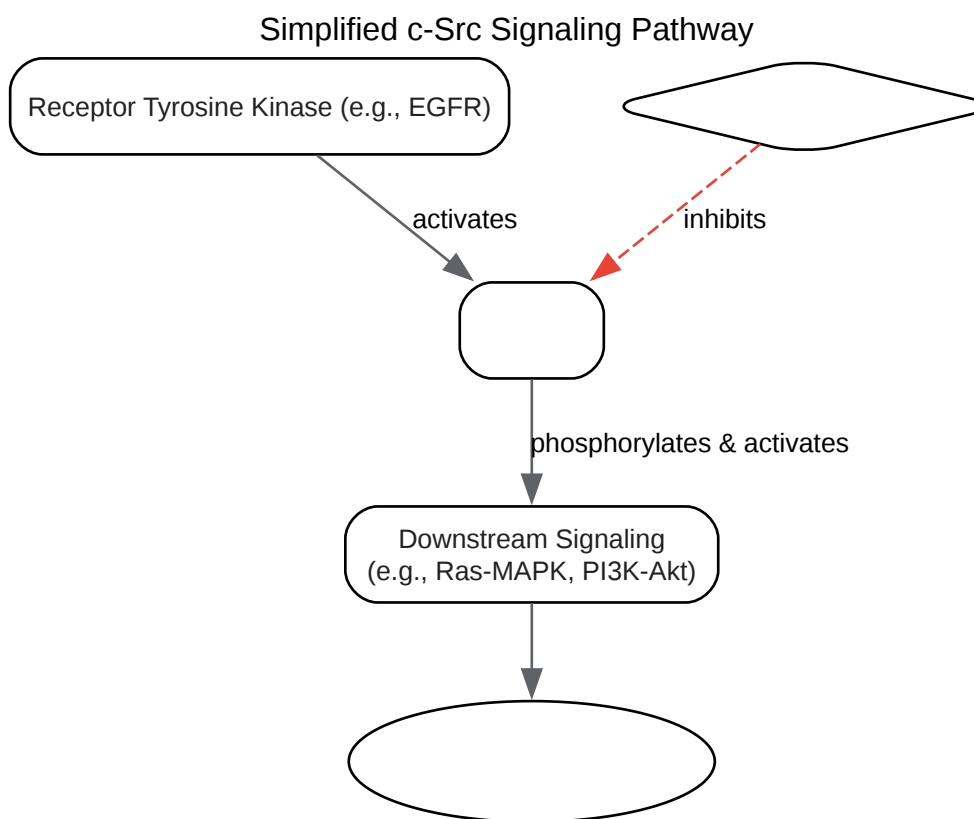 Simplified c-Src Signaling Pathway
Receptor Tyrosine Kinase (e.g., EGFR)
activates
inhibits
phosphorylates & activates
Downstream Signaling
(e.g., Ras-MAPK, PI3K-Akt)